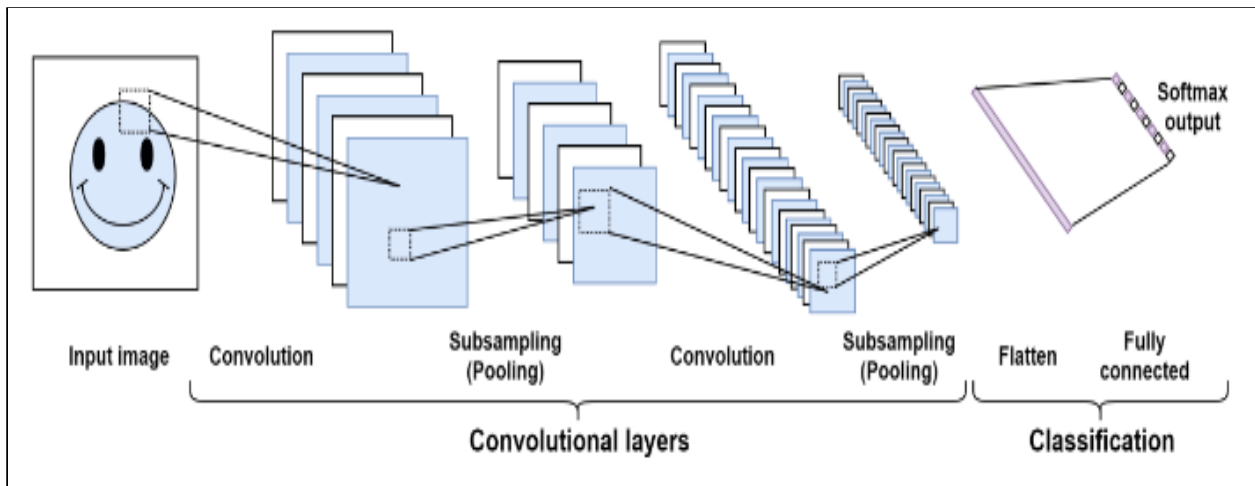 Softmax
output
Input image
Convolution
Subsampling
(Pooling)
Convolution
Subsampling
(Pooling)
Flatten
Fully
connected
Convolutional layers
Classification